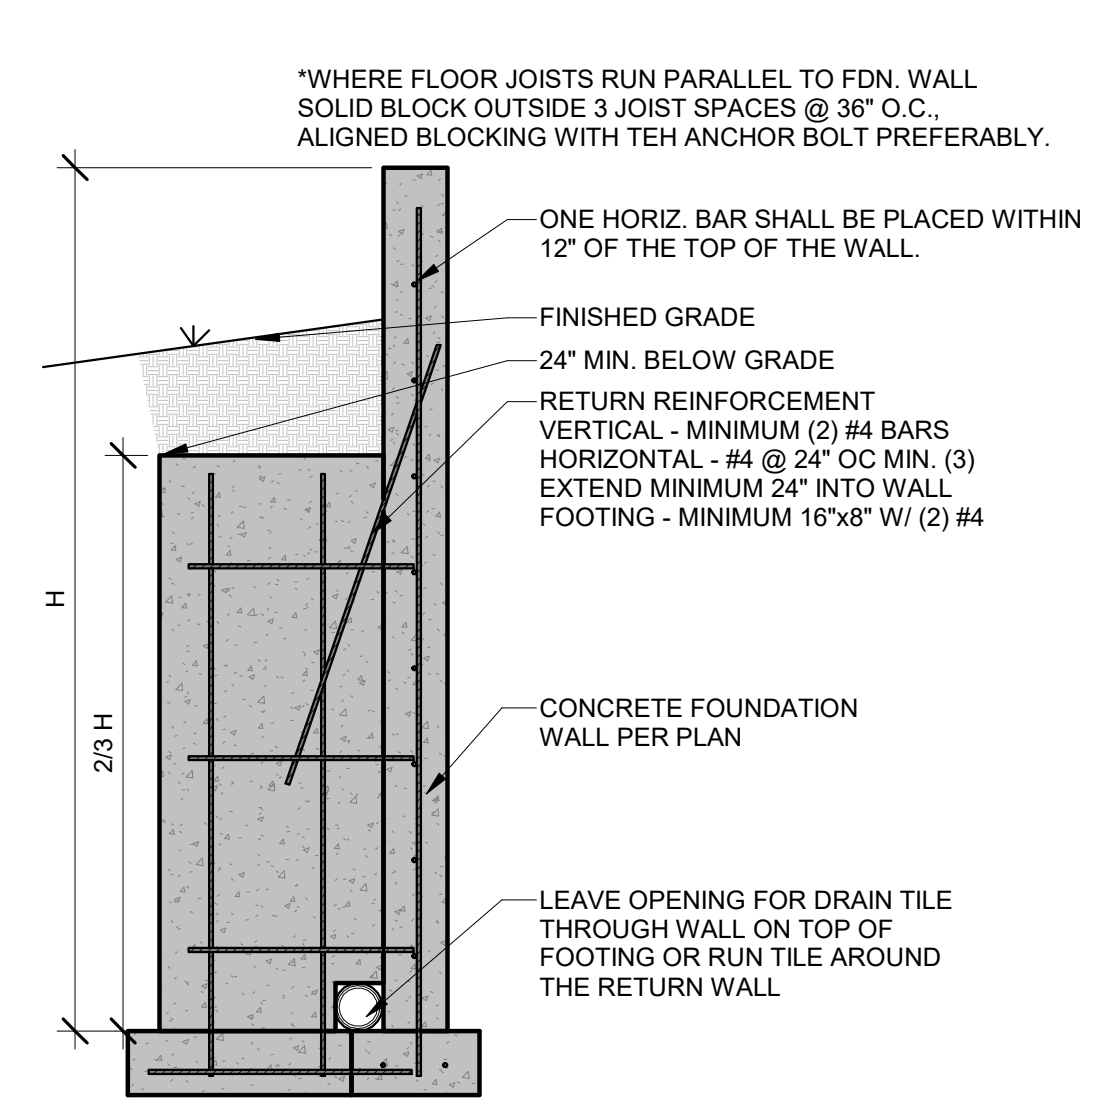 *WHERE FLOOR JOISTS RUN PARALLEL TO FDN. WALL
SOLID BLOCK OUTSIDE 3 JOIST SPACES @ 36" O.C.,
ALIGNED BLOCKING WITH TEH ANCHOR BOLT PREFERABLY.
ONE HORIZ. BAR SHALL BE PLACED WITHIN
12" OF THE TOP OF THE WALL.
FINISHED GRADE
24" MIN. BELOW GRADE
RETURN REINFORCEMENT
VERTICAL - MINIMUM (2) #4 BARS
HORIZONTAL - #4 @ 24" OC MIN. (3)
EXTEND MINIMUM 24" INTO WALL
FOOTING - MINIMUM 16"x8" W/ (2) #4
H
2/3 H
CONCRETE FOUNDATION
WALL PER PLAN
LEAVE OPENING FOR DRAIN TILE
THROUGH WALL ON TOP OF
FOOTING OR RUN TILE AROUND
THE RETURN WALL